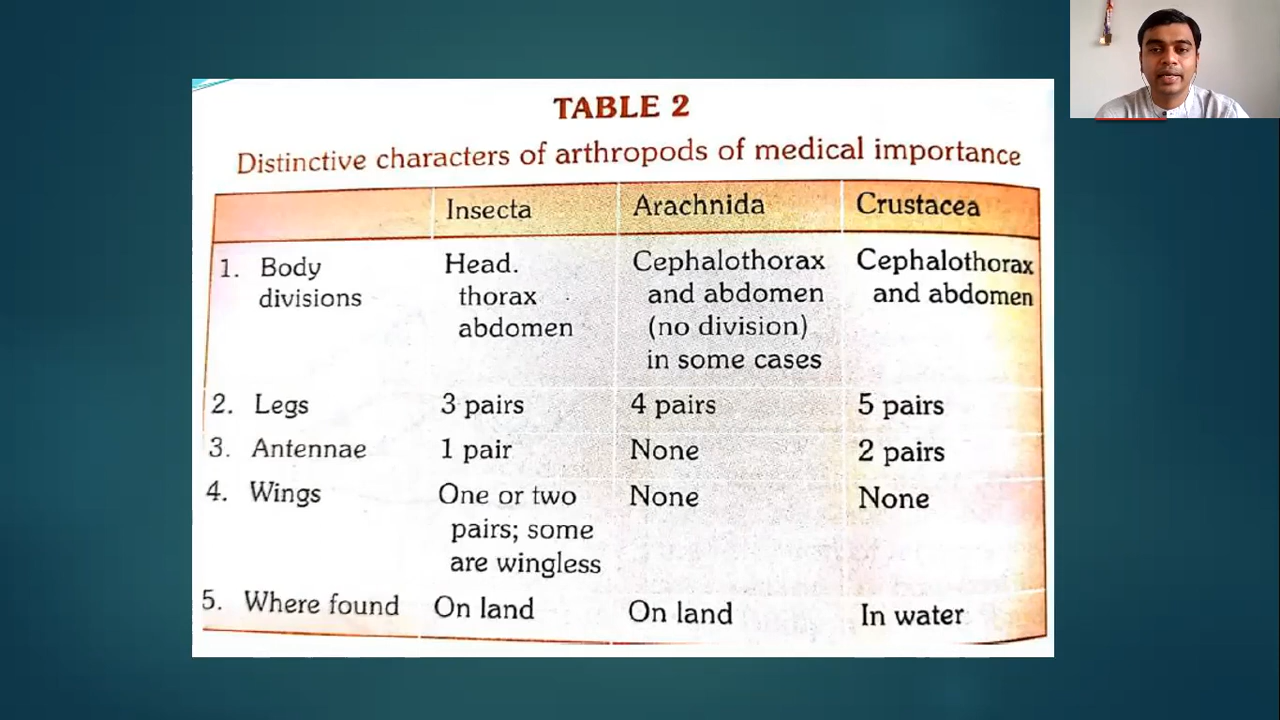 TABLE 2
Distinctive characters of arthropods of medical importance
Insecta Arachnida Crustacea
1. Body Head. Cephalothorax Cephalothorax
divisions thorax and abdomen and abdomen
abdomen (no division)
in some cases
2. Legs 3 pairs 4 pairs 5 pairs
3. Antennae 1 pair None 2 pairs
4. Wings One or two None None
pairs; some
are wingless
5. Where found On land On land In water